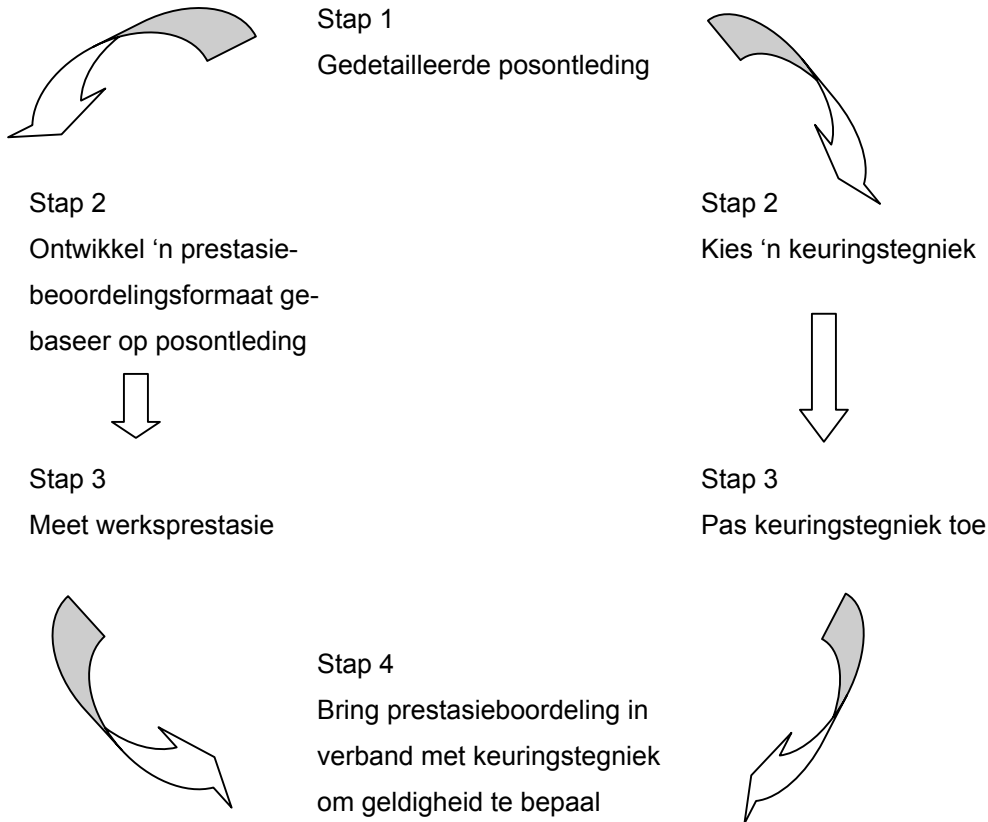 Stap 1
Gedetailleerde posontleding
Stap 2
Ontwikkel ‘n prestasie-
beoordelingsformaat ge-
baseer op posontleding
Stap 2
Kies ‘n keuringstegniek
Stap 3
Meet werksprestasie
Stap 3
Pas keuringstegniek toe
Stap 4
Bring prestasieboordeling in
verband met keuringstegniek
om geldigheid te bepaal